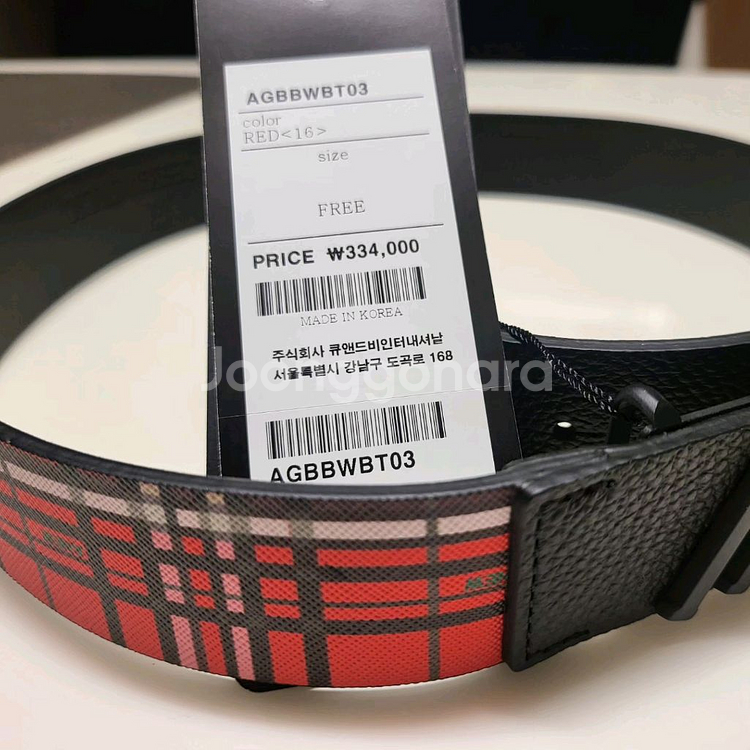 AGBBWBT03
color
RED<16>
size
FREE
PRICE ₩334,000
MADE IN KOREA
주식회사 큐앤드비인터내셔날
서울특별시 강남구 도곡로 168
Joonggonara
AGBBWBT03